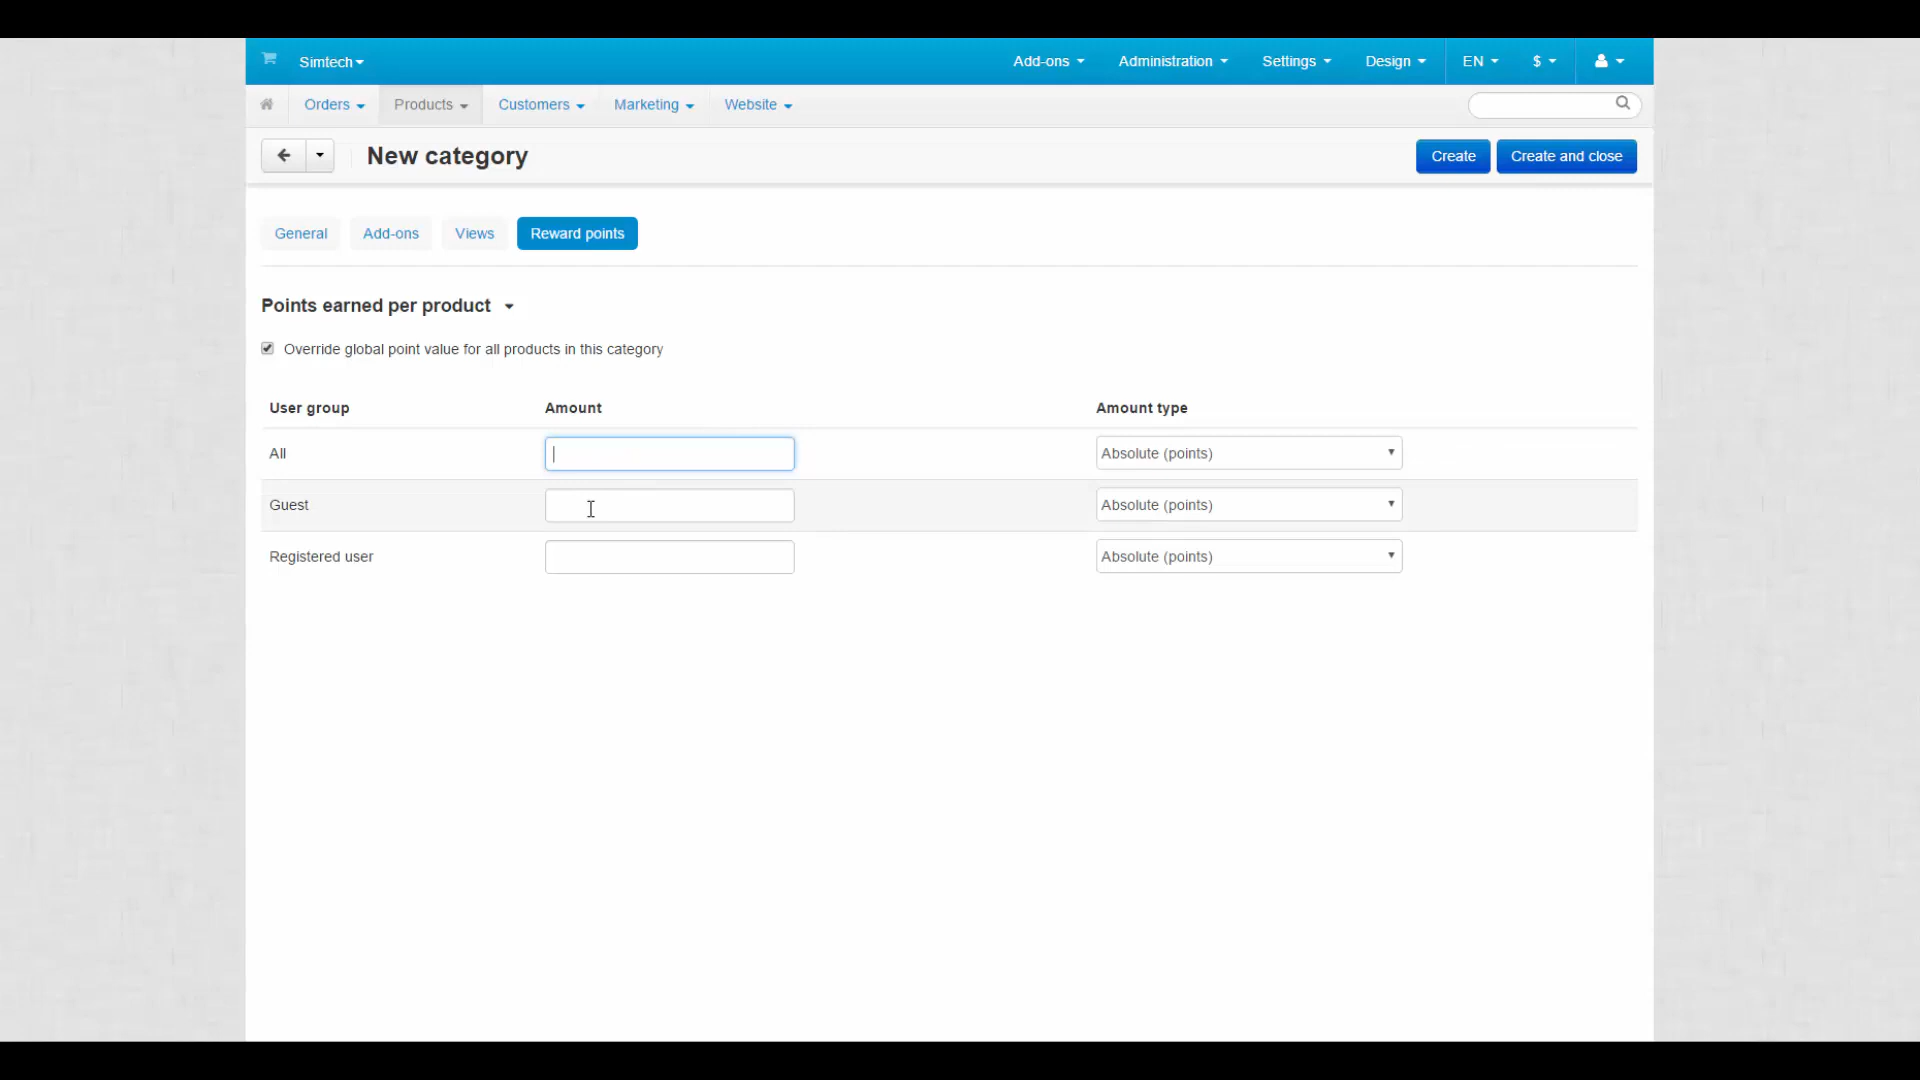 Simtech Add-ons Administration Settings Design EN $
Orders Products Customers Marketing Website
New category Create Create and close
General Add-ons Views Reward points
Points earned per product
Override global point value for all products in this category
User group Amount Amount type
All Absolute (points)
Guest Absolute (points)
Registered user Absolute (points)